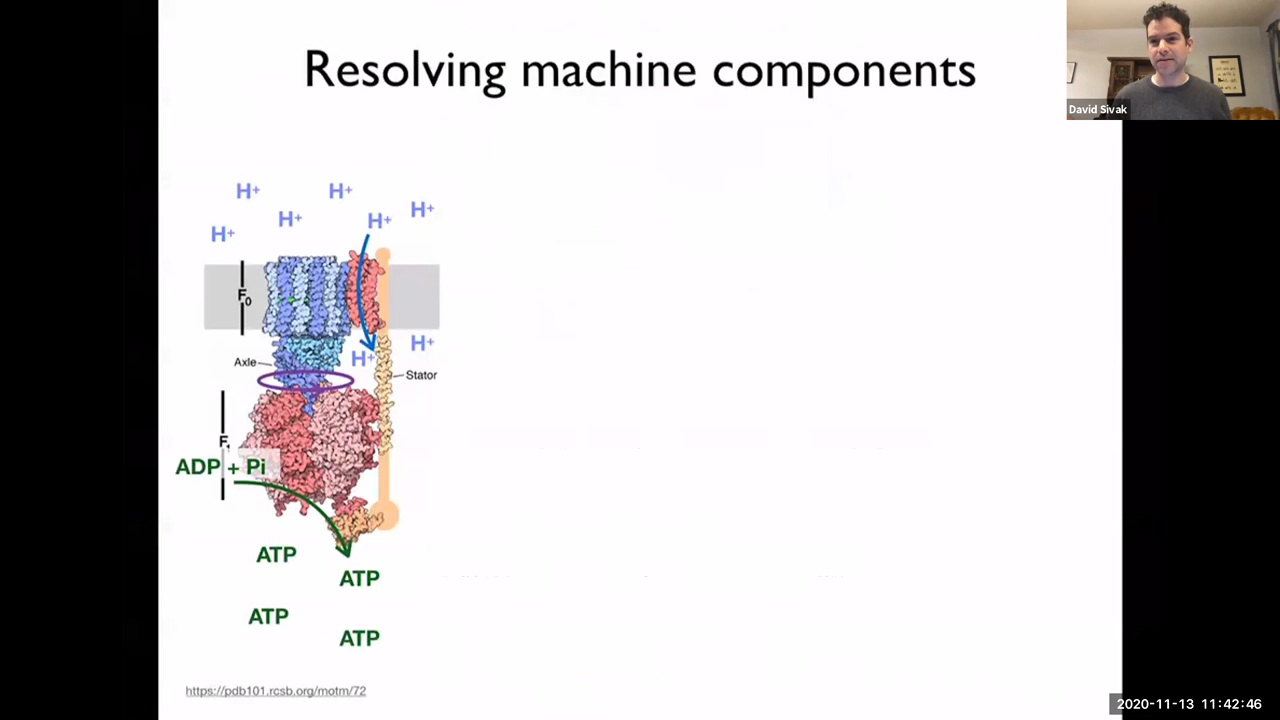 Resolving machine components
David Sivak
H+
H+
H+
H+
H+
H+
F0
H+
H+
Axle
Stator
F1
ADP + Pi
ATP
ATP
ATP
ATP
https://pdb101.rcsb.org/motm/72
2020-11-13 11:42:46